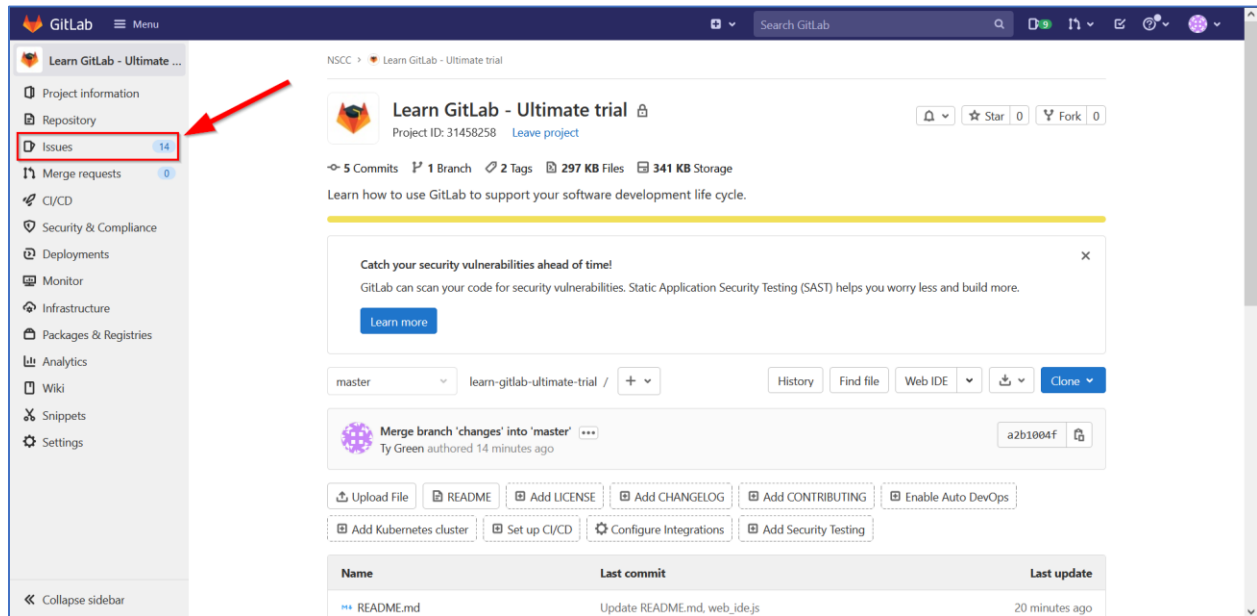 GitLab Menu Search GitLab 9
Learn GitLab - Ultimate ...
Project information
Repository
Issues 14
Merge requests 0
CI/CD
Security & Compliance
Deployments
Monitor
Infrastructure
Packages & Registries
Analytics
Wiki
Snippets
Settings
Collapse sidebar
NSCC > Learn GitLab - Ultimate trial
Learn GitLab - Ultimate trial
Project ID: 31458258 Leave project
Star 0 Fork 0
5 Commits 1 Branch 2 Tags 297 KB Files 341 KB Storage
Learn how to use GitLab to support your software development life cycle.
Catch your security vulnerabilities ahead of time!
GitLab can scan your code for security vulnerabilities. Static Application Security Testing (SAST) helps you worry less and build more.
Learn more
master learn-gitlab-ultimate-trial / History Find file Web IDE Clone
Merge branch 'changes' into 'master'
Ty Green authored 14 minutes ago
a2b1004f
Upload File README Add LICENSE Add CHANGELOG Add CONTRIBUTING Enable Auto DevOps
Add Kubernetes cluster Set up CI/CD Configure Integrations Add Security Testing
Name Last commit Last update
README.md Update README.md, web_ide.js 20 minutes ago